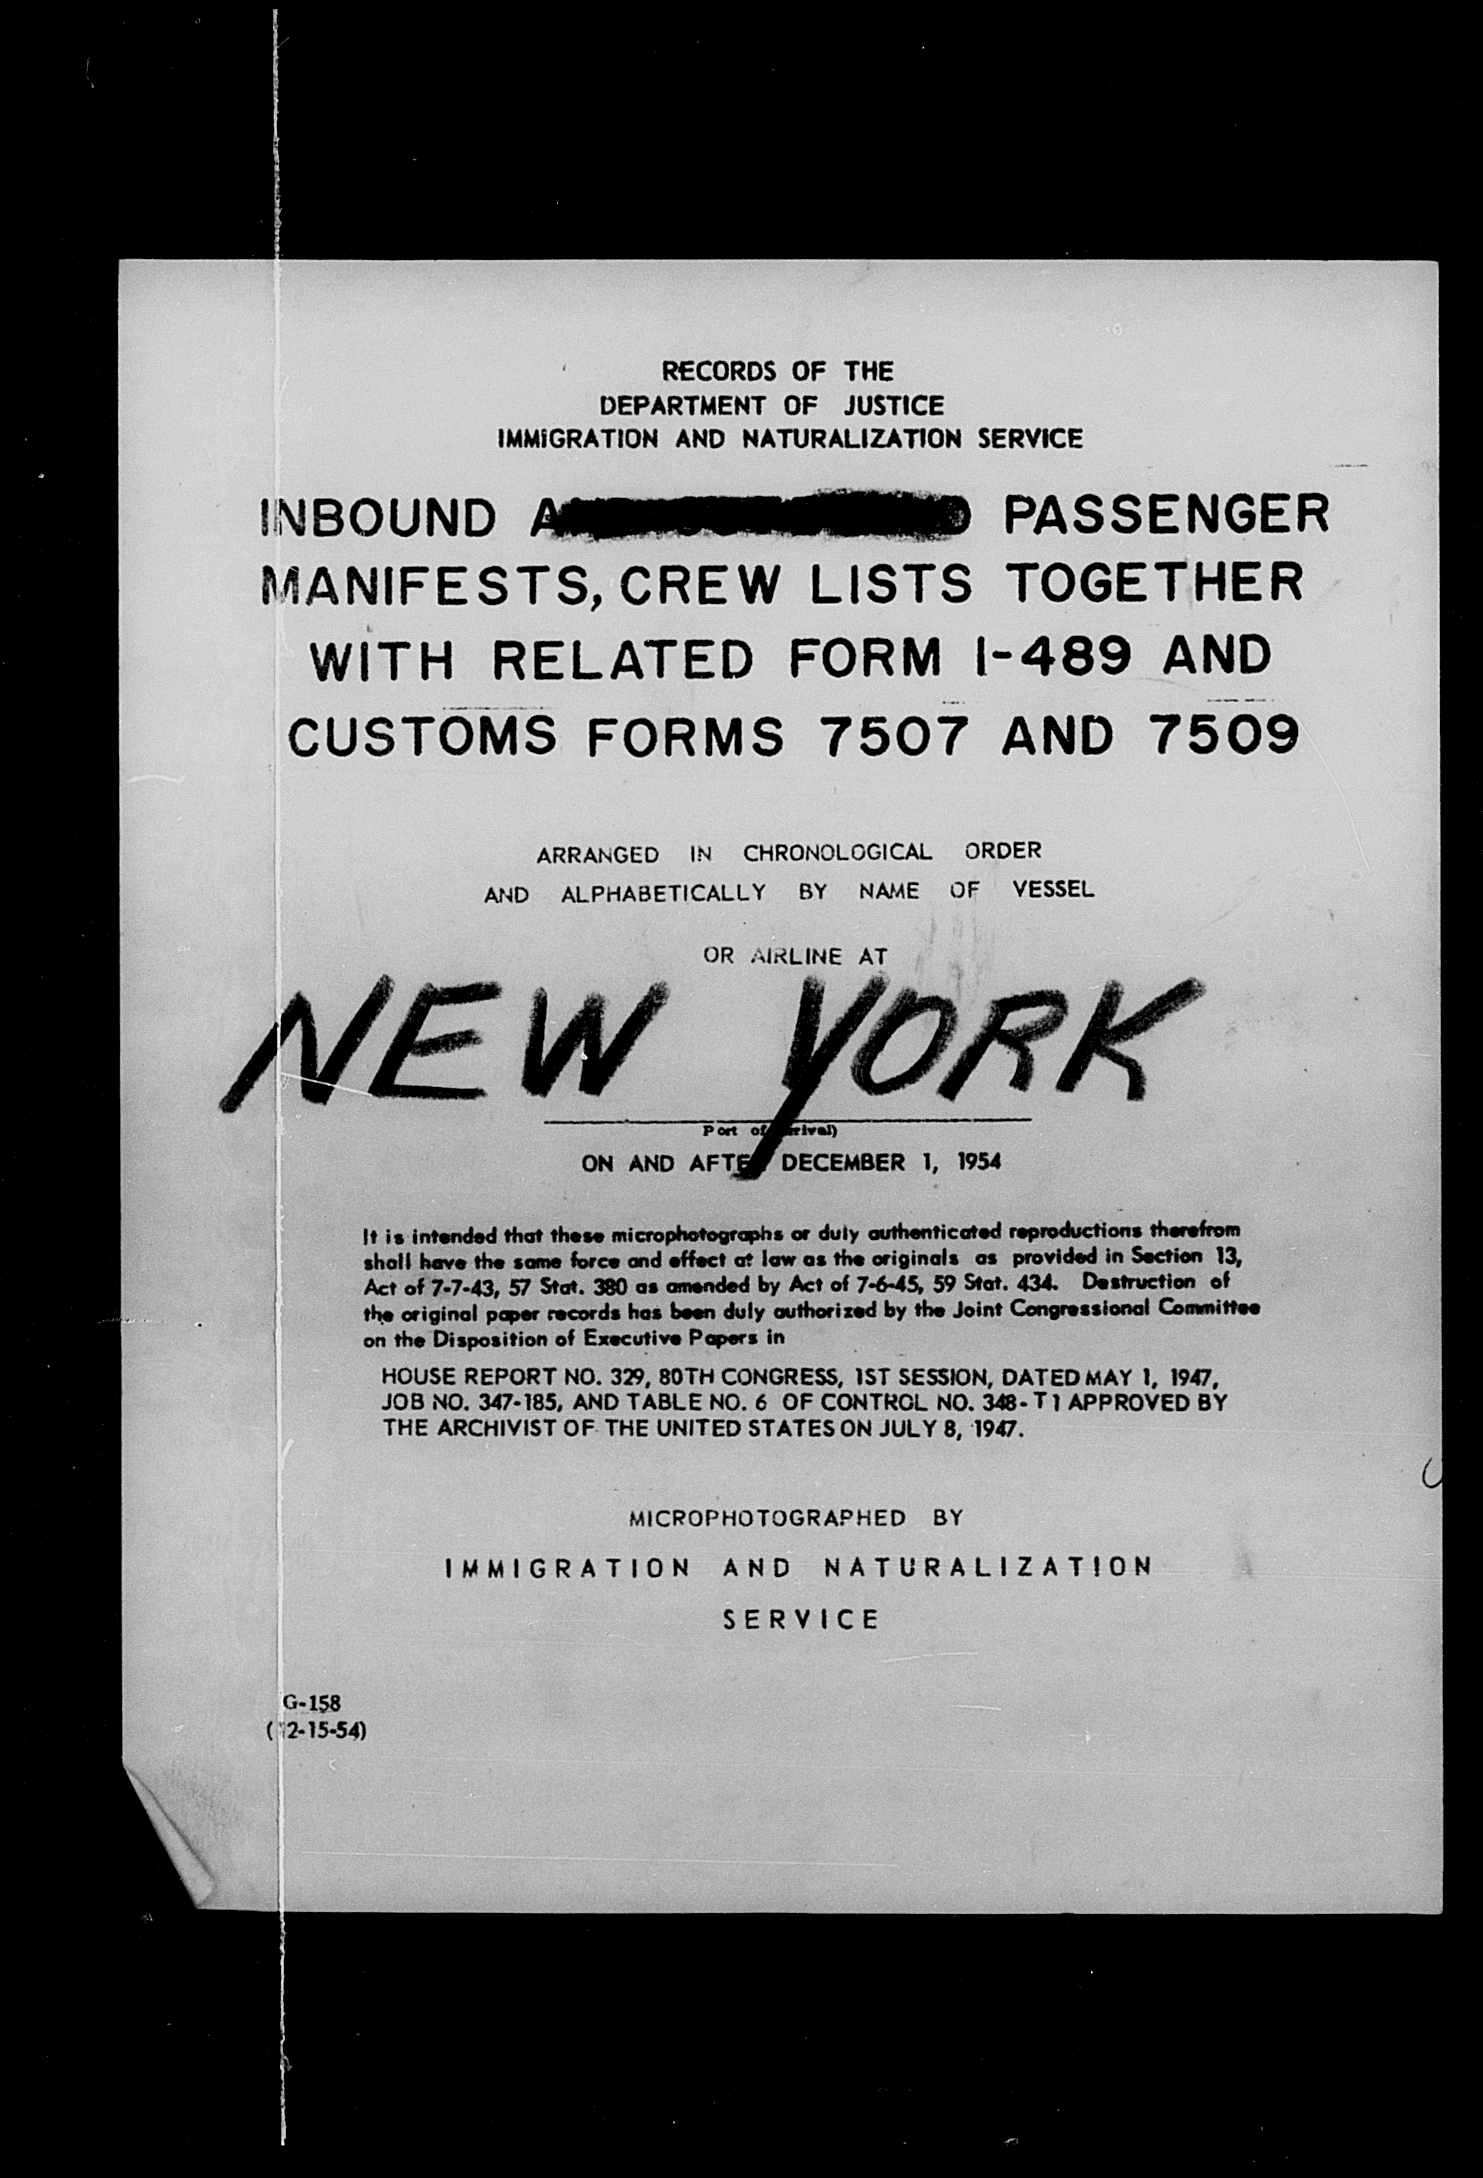 RECORDS OF THE
DEPARTMENT OF JUSTICE
IMMIGRATION AND NATURALIZATION SERVICE
INBOUND PASSENGER
MANIFESTS, CREW LISTS TOGETHER
WITH RELATED FORM I-489 AND
CUSTOMS FORMS 7507 AND 7509
ARRANGED IN CHRONOLOGICAL ORDER
AND ALPHABETICALLY BY NAME OF VESSEL
OR AIRLINE AT
NEW YORK
Port of
ON AND AFTER DECEMBER 1, 1954
It is intended that these microphotographs or duly authenticated reproductions therefrom
shall have the same force and effect at law as the originals as provided in Section 13,
Act of 7-7-43, 57 Stat. 380 as amended by Act of 7-6-45, 59 Stat. 434. Destruction of
the original paper records has been duly authorized by the Joint Congressional Committee
on the Disposition of Executive Papers in
HOUSE REPORT NO. 329, 80TH CONGRESS, 1ST SESSION, DATED MAY 1, 1947,
JOB NO. 347-185, AND TABLE NO. 6 OF CONTROL NO. 348-T1 APPROVED BY
THE ARCHIVIST OF THE UNITED STATES ON JULY 8, 1947.
MICROPHOTOGRAPHED BY
IMMIGRATION AND NATURALIZATION
SERVICE
G-158
(12-15-54)